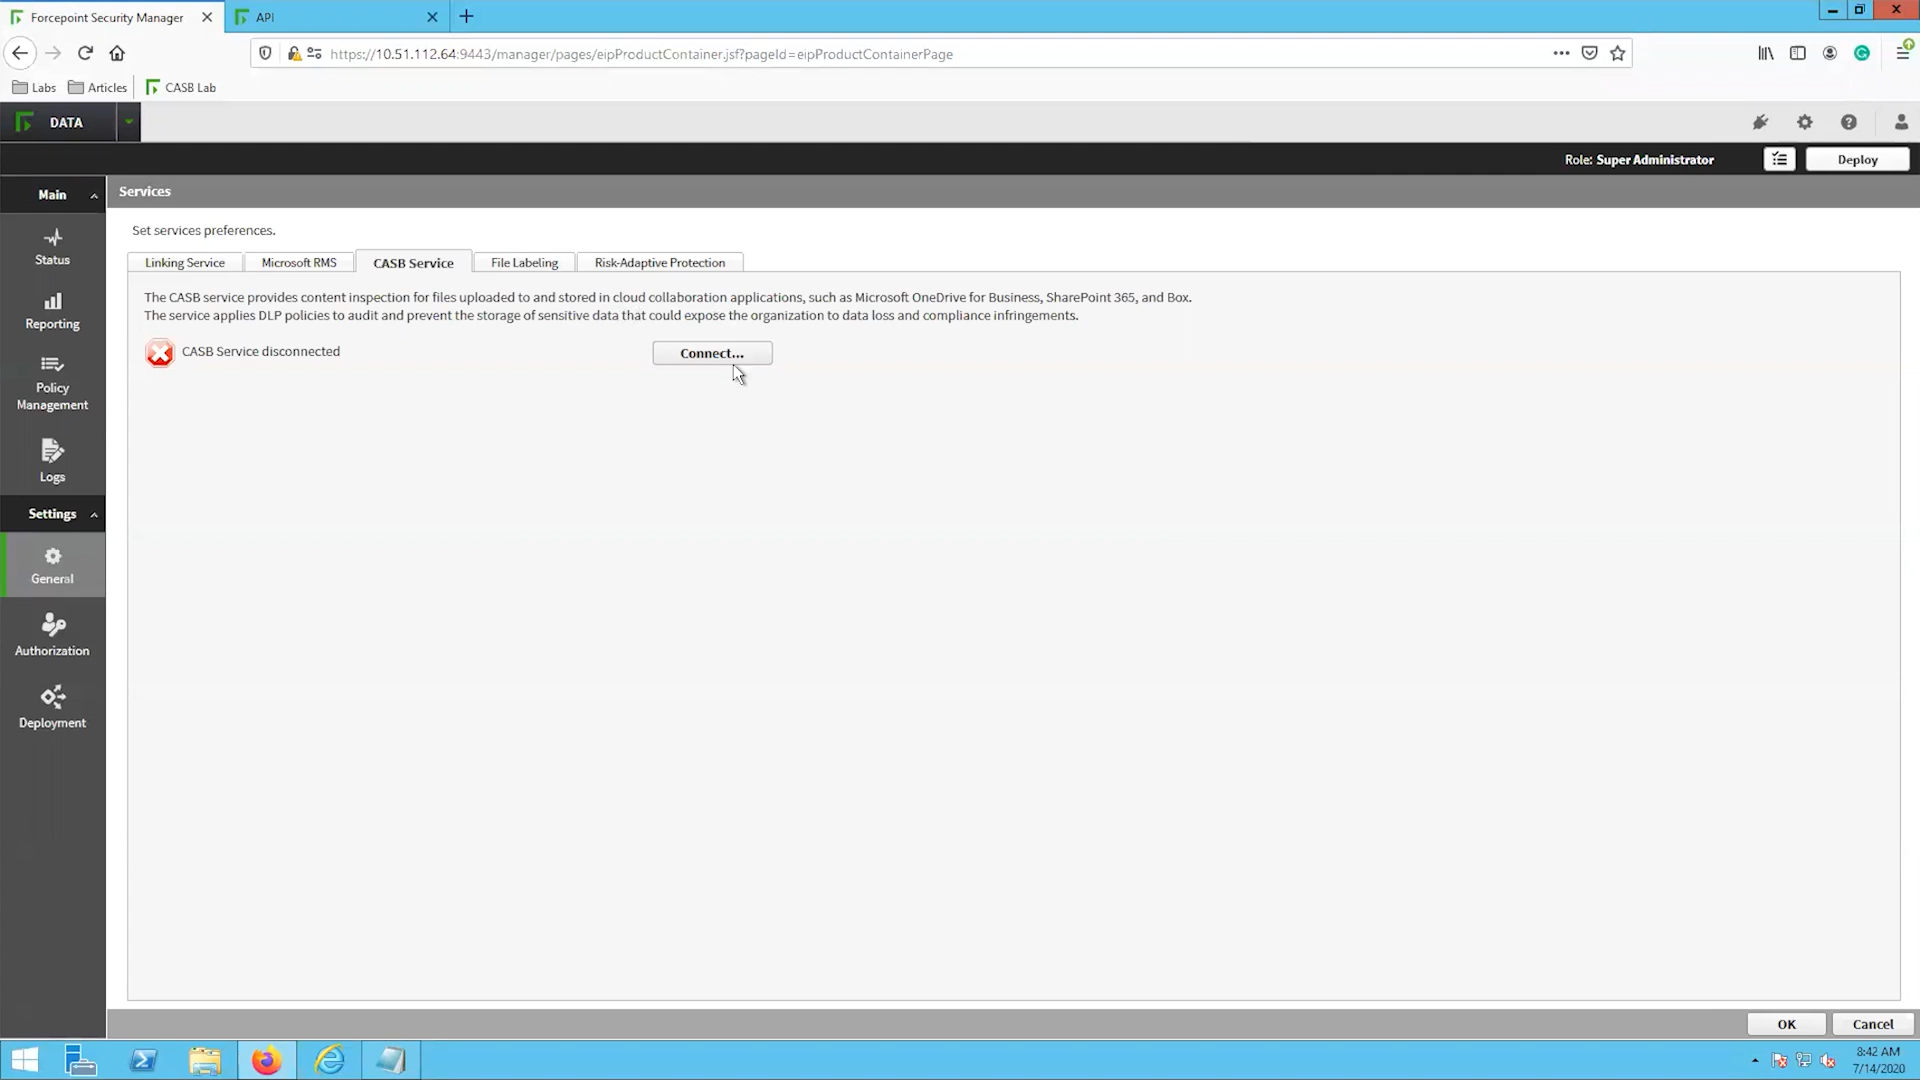 Forcepoint Security Manager
API
https://10.51.112.64:9443/manager/pages/eipProductContainer.jsf?pageId=eipProductContainerPage
Labs
Articles
CASB Lab
DATA
Role: Super Administrator
Deploy
Main
Services
Status
Reporting
Policy
Management
Logs
Settings
General
Authorization
Deployment
Set services preferences.
Linking Service
Microsoft RMS
CASB Service
File Labeling
Risk-Adaptive Protection
The CASB service provides content inspection for files uploaded to and stored in cloud collaboration applications, such as Microsoft OneDrive for Business, SharePoint 365, and Box.
The service applies DLP policies to audit and prevent the storage of sensitive data that could expose the organization to data loss and compliance infringements.
CASB Service disconnected
Connect...
OK
Cancel
8:42 AM
7/14/2020